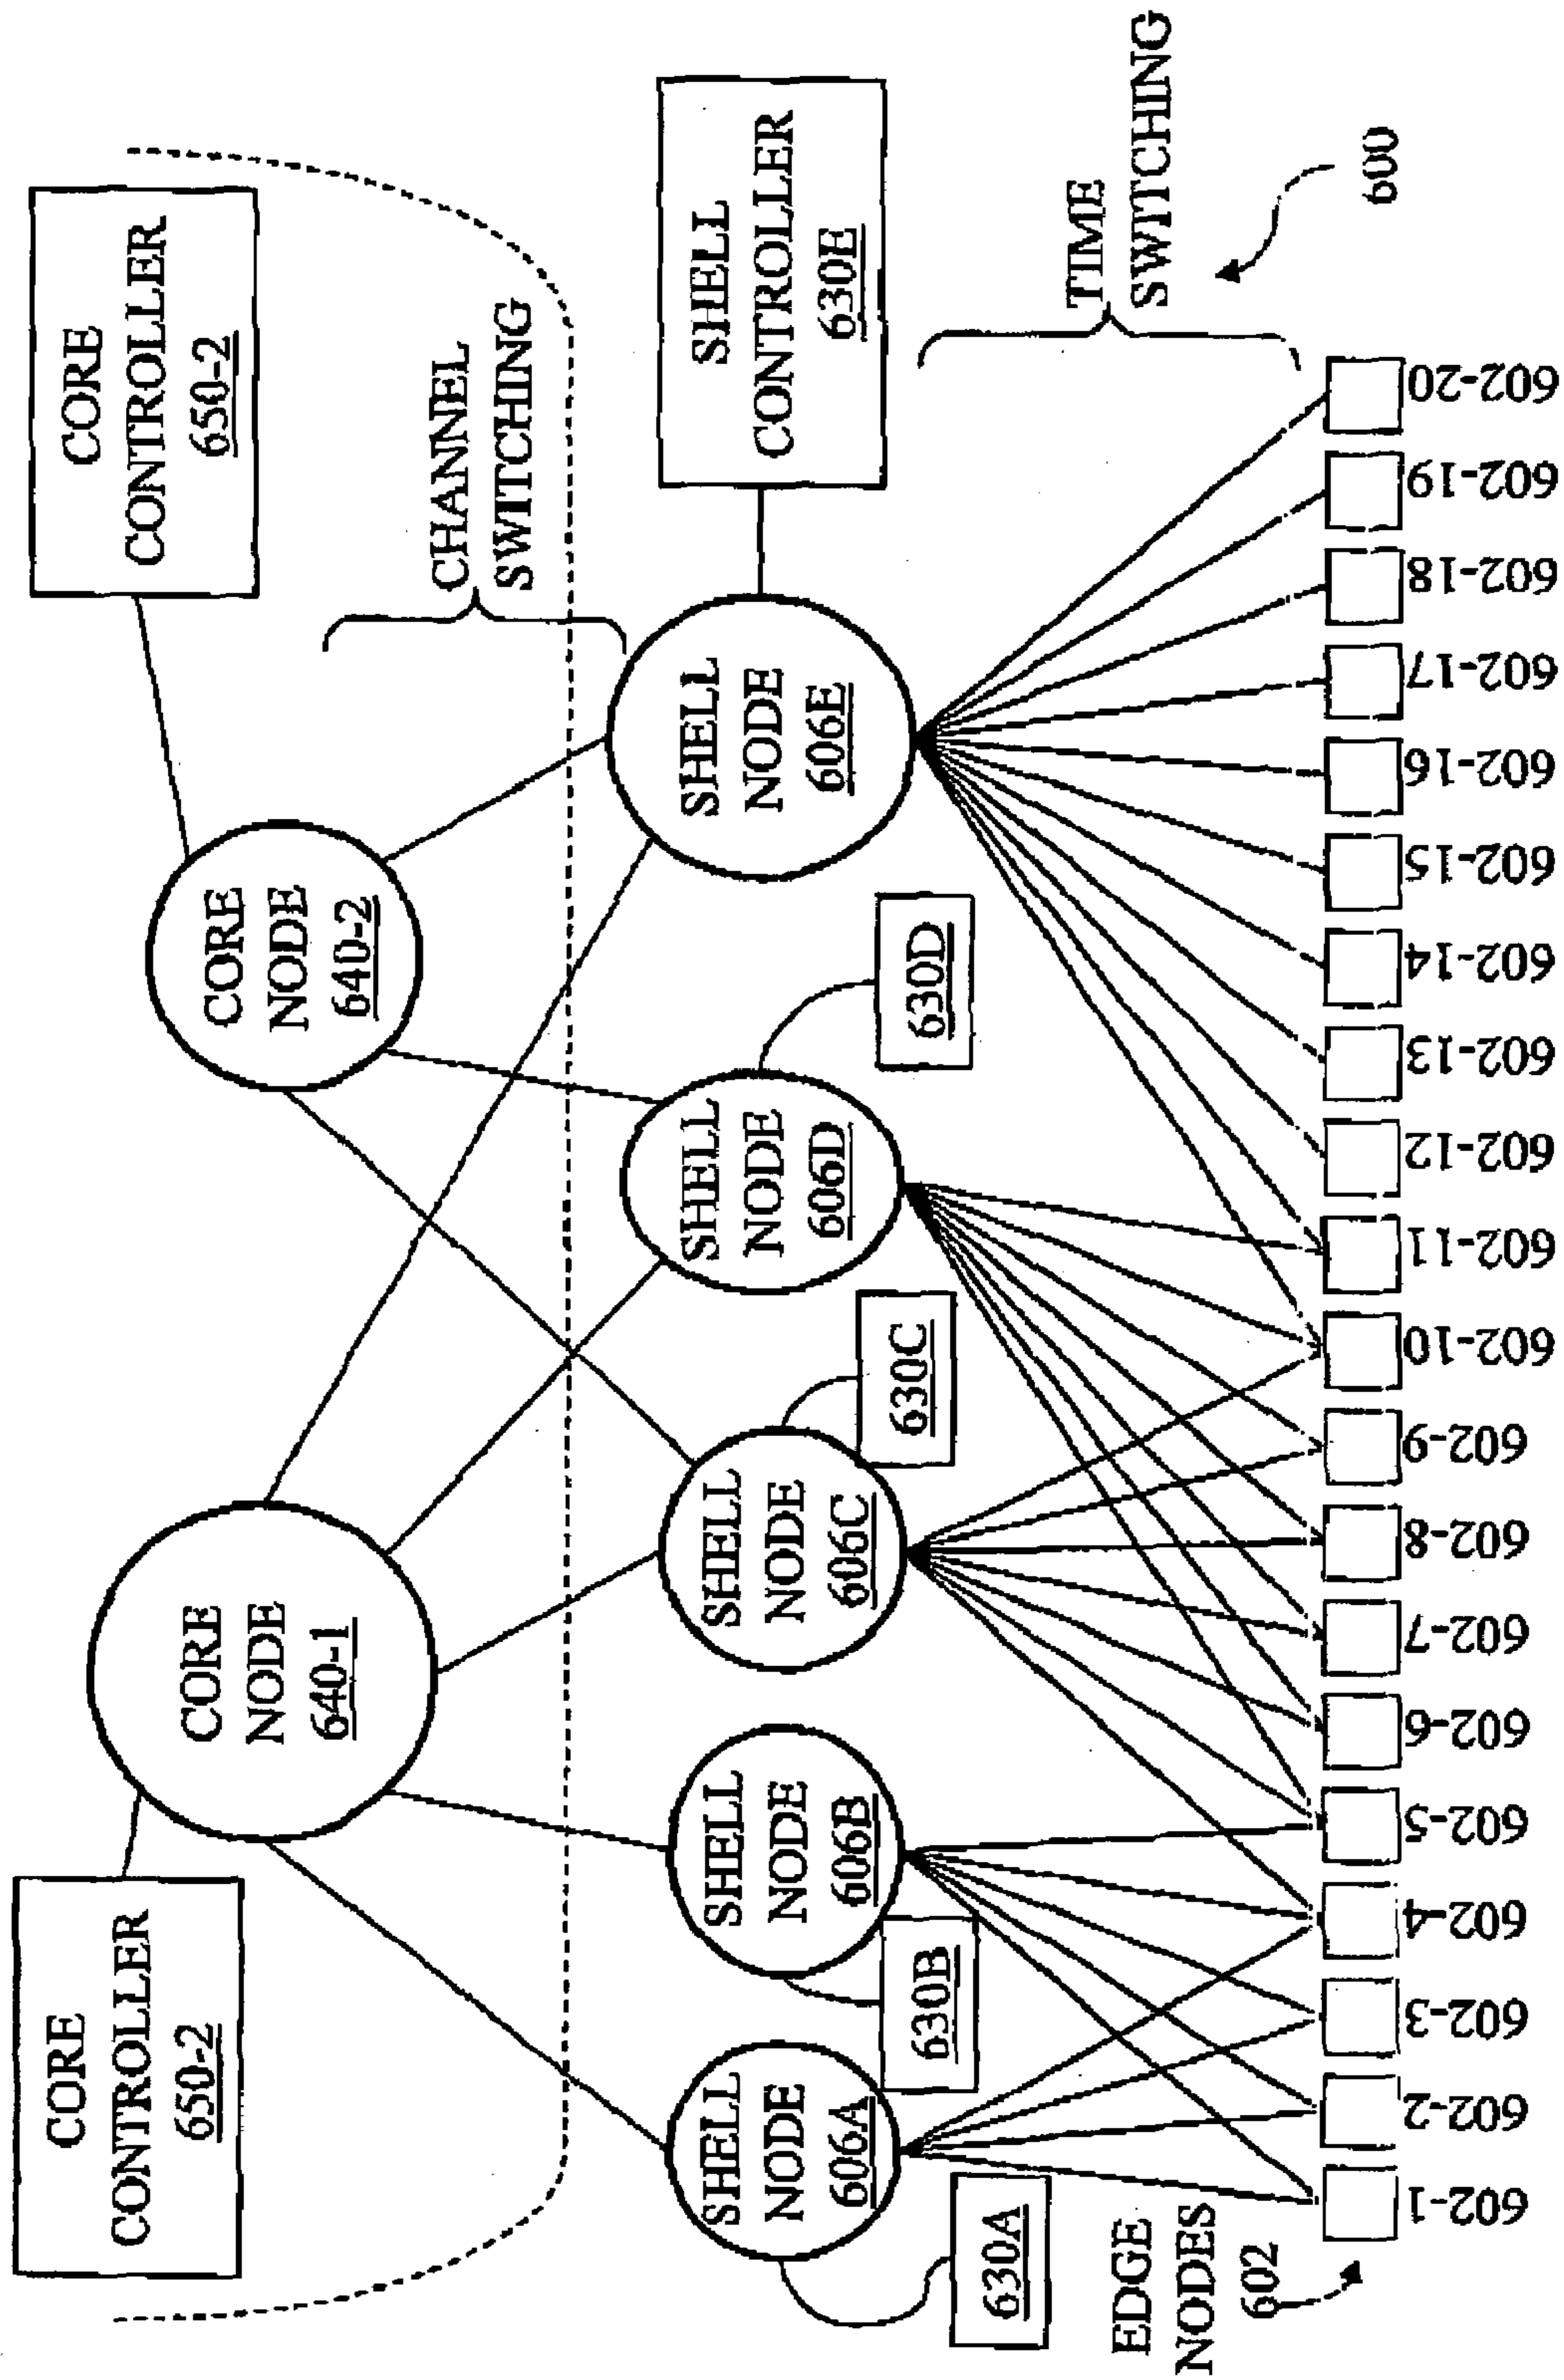 CORE
CONTROLLER
650-2
CORE
CONTROLLER
650-2
CORE
NODE
640-1
CORE
NODE
640-2
CHANNEL
SWITCHING
SHELL
NODE
606A
SHELL
NODE
606B
SHELL
NODE
606C
SHELL
NODE
606D
SHELL
NODE
606E
SHELL
CONTROLLER
630E
630A
630B
630C
630D
TIME
SWITCHING
EDGE
NODES
602
600
602-1
602-2
602-3
602-4
602-5
602-6
602-7
602-8
602-9
602-10
602-11
602-12
602-13
602-14
602-15
602-16
602-17
602-18
602-19
602-20